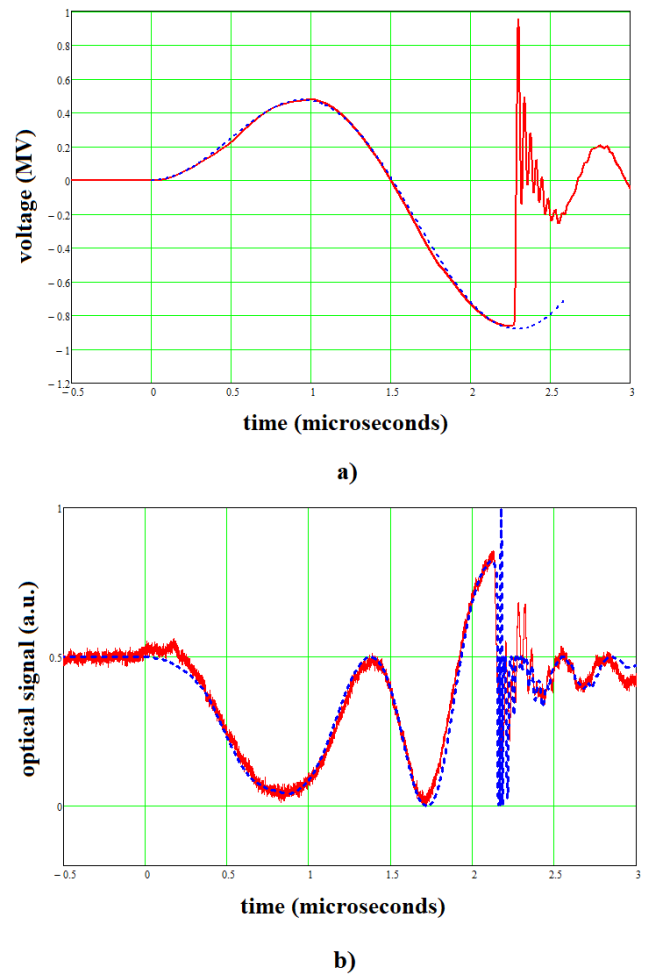 1
0.8
0.6
0.4
0.2
0
−0.2
−0.4
−0.6
−0.8
−1
−1.2
−0.5 0 0.5 1 1.5 2 2.5 3
voltage (MV)
time (microseconds)
a)
1
0.5
0
−0.5 0 0.5 1 1.5 2 2.5 3
optical signal (a.u.)
time (microseconds)
b)